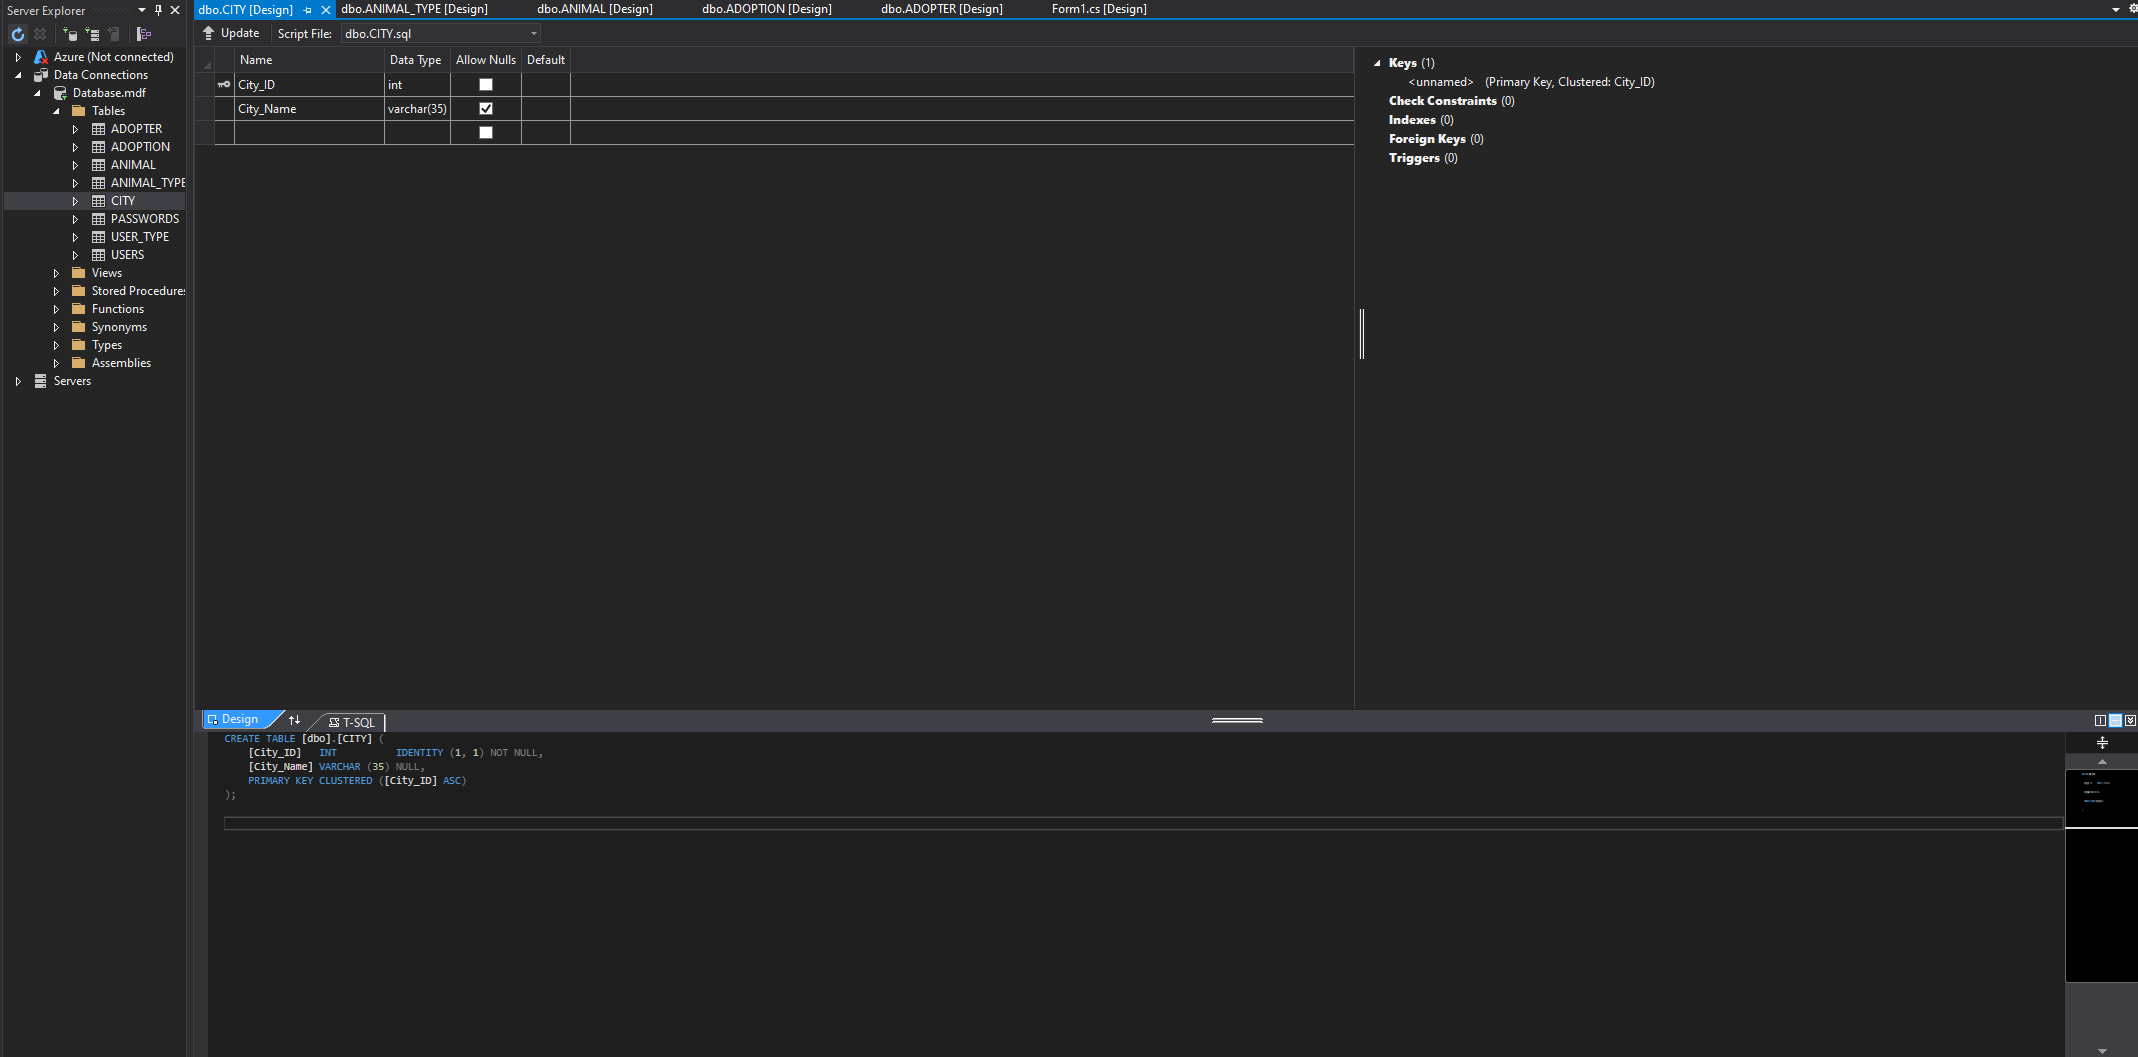 Server Explorer
Azure (Not connected)
Data Connections
Database.mdf
Tables
ADOPTER
ADOPTION
ANIMAL
ANIMAL_TYPE
CITY
PASSWORDS
USER_TYPE
USERS
Views
Stored Procedures
Functions
Synonyms
Types
Assemblies
Servers
dbo.CITY [Design] dbo.ANIMAL_TYPE [Design] dbo.ANIMAL [Design] dbo.ADOPTION [Design] dbo.ADOPTER [Design] Form1.cs [Design]
Update Script File: dbo.CITY.sql
Name Data Type Allow Nulls Default
City_ID int
City_Name varchar(35)
Keys (1)
<unnamed> (Primary Key, Clustered: City_ID)
Check Constraints (0)
Indexes (0)
Foreign Keys (0)
Triggers (0)
Design T-SQL
CREATE TABLE [dbo].[CITY] (
[City_ID] INT IDENTITY (1, 1) NOT NULL,
[City_Name] VARCHAR (35) NULL,
PRIMARY KEY CLUSTERED ([City_ID] ASC)
);